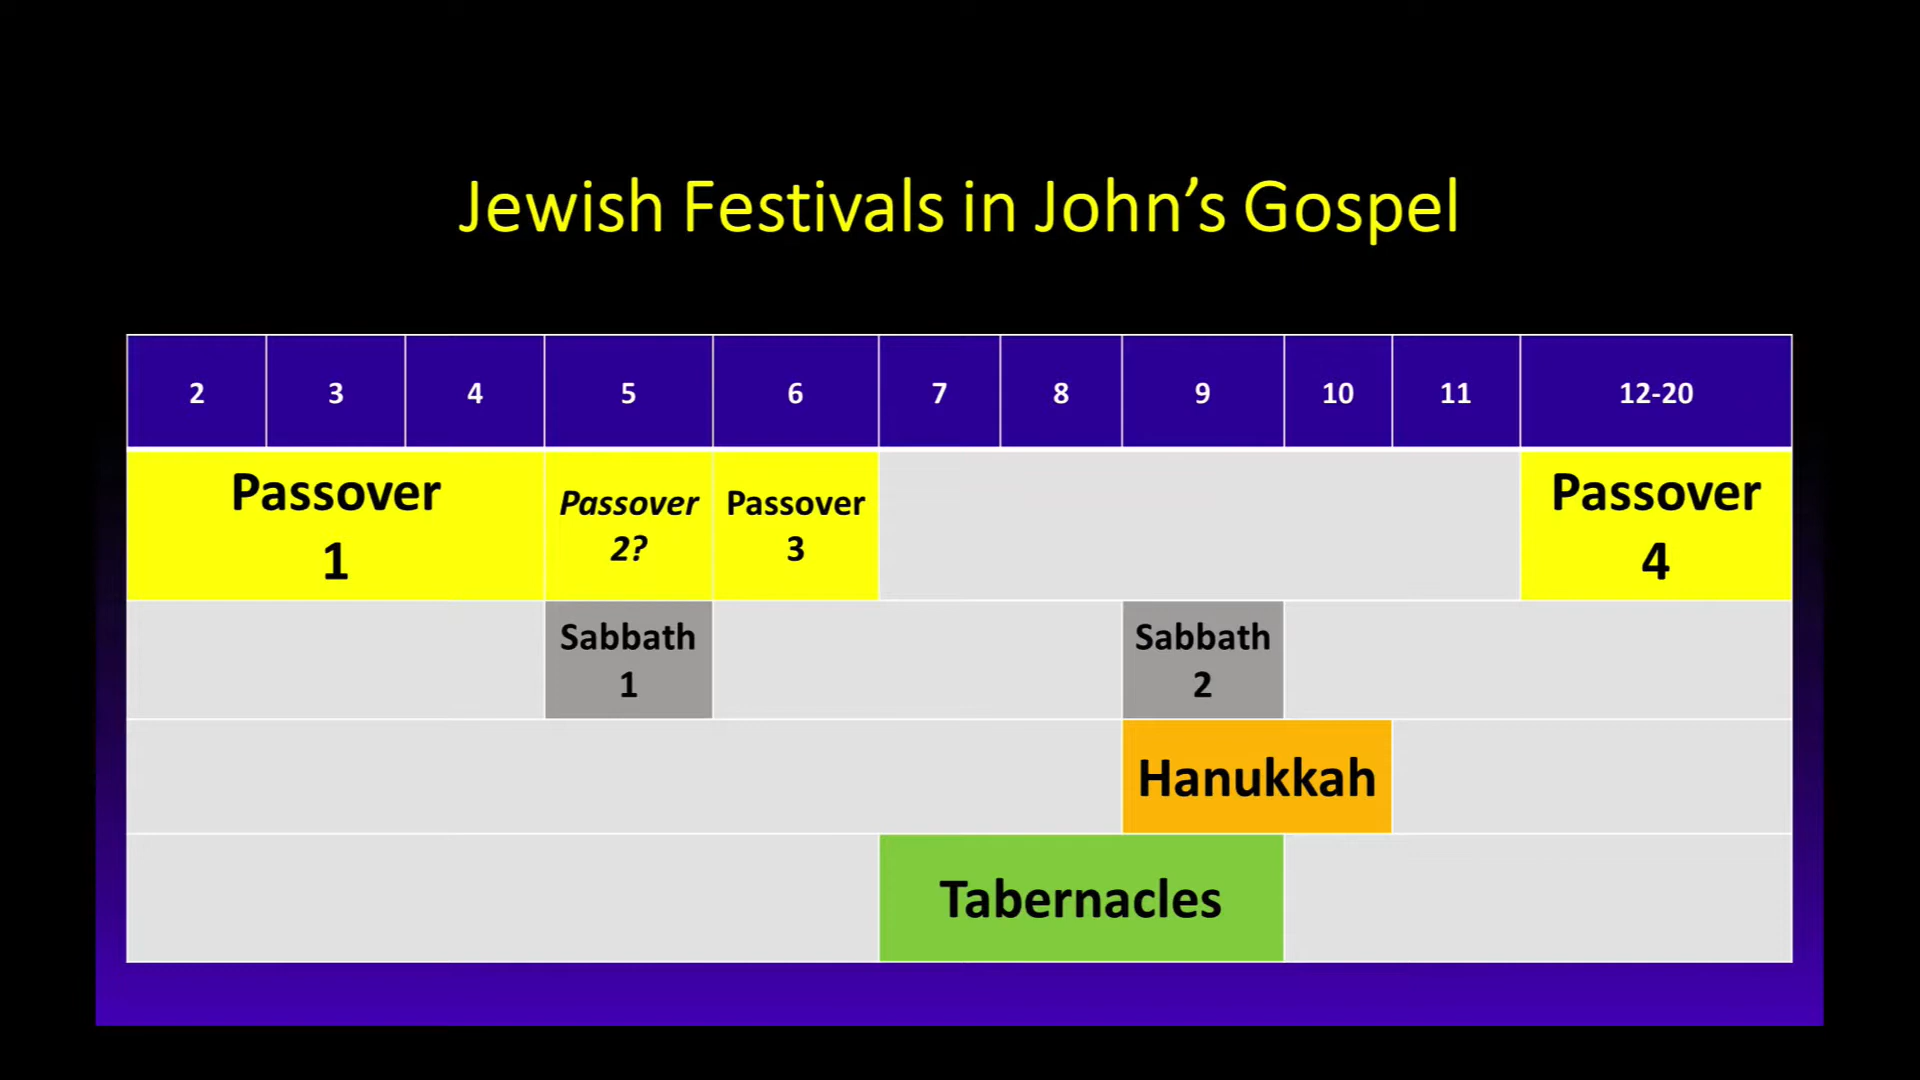 Jewish Festivals in John’s Gospel
2 3 4 5 6 7 8 9 10 11 12-20
Passover
1
Passover
2?
Passover
3
Passover
4
Sabbath
1
Sabbath
2
Hanukkah
Tabernacles